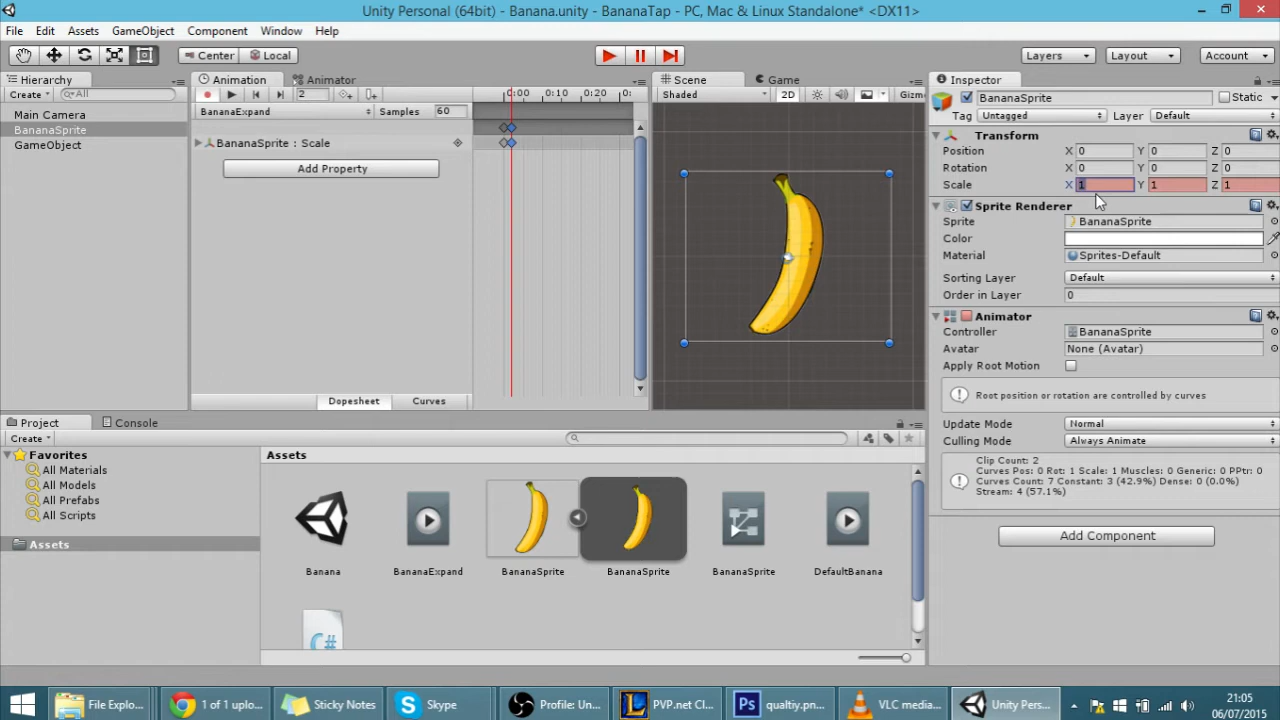 Unity Personal (64bit) - Banana.unity - BananaTap - PC, Mac & Linux Standalone* <DX11>
File Edit Assets GameObject Component Window Help
Center Local Layers Layout Account
Hierarchy Animation Animator Scene Game Inspector
Create All 2 0:00 0:10 0:20 0: Shaded 2D Gizm BananaSprite Static
Main Camera BananaExpand Samples 60 Tag Untagged Layer Default
BananaSprite Transform
GameObject BananaSprite : Scale Position X 0 Y 0 Z 0
Add Property Rotation X 0 Y 0 Z 0
Scale X 1 Y 1 Z 1
Sprite Renderer
Sprite BananaSprite
Color
Material Sprites-Default
Sorting Layer Default
Order in Layer 0
Animator
Controller BananaSprite
Avatar None (Avatar)
Apply Root Motion
Root position or rotation are controlled by curves
Dopesheet Curves
Update Mode Normal
Culling Mode Always Animate
Clip Count: 2
Curves Pos: 0 Rot: 1 Scale: 1 Muscles: 0 Generic: 0 PPtr: 0
Curves Count: 7 Constant: 3 (42.9%) Dense: 0 (0.0%)
Stream: 4 (57.1%)
Add Component
Project Console
Create
Favorites Assets
All Materials
All Models
All Prefabs
All Scripts
Assets
Banana BananaExpand BananaSprite BananaSprite BananaSprite DefaultBanana
C#
File Explo... 1 of 1 uplo... Sticky Notes Skype Profile: Un... PVP.net Cl... Ps qualtiy.pn... VLC media... Unity Pers... 21:05
06/07/2015